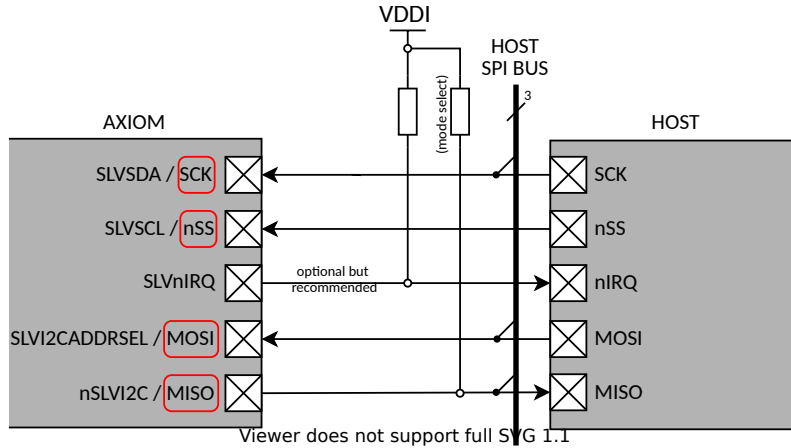 VDDI
HOST
SPI BUS
3
(mode select)
AXIOM
HOST
SLVSDA / SCK
SCK
SLVSCL / nSS
nSS
SLVnIRQ
optional but
recommended
nIRQ
SLVI2CADDRSEL / MOSI
MOSI
nSLVI2C / MISO
MISO
Viewer does not support full SVG 1.1